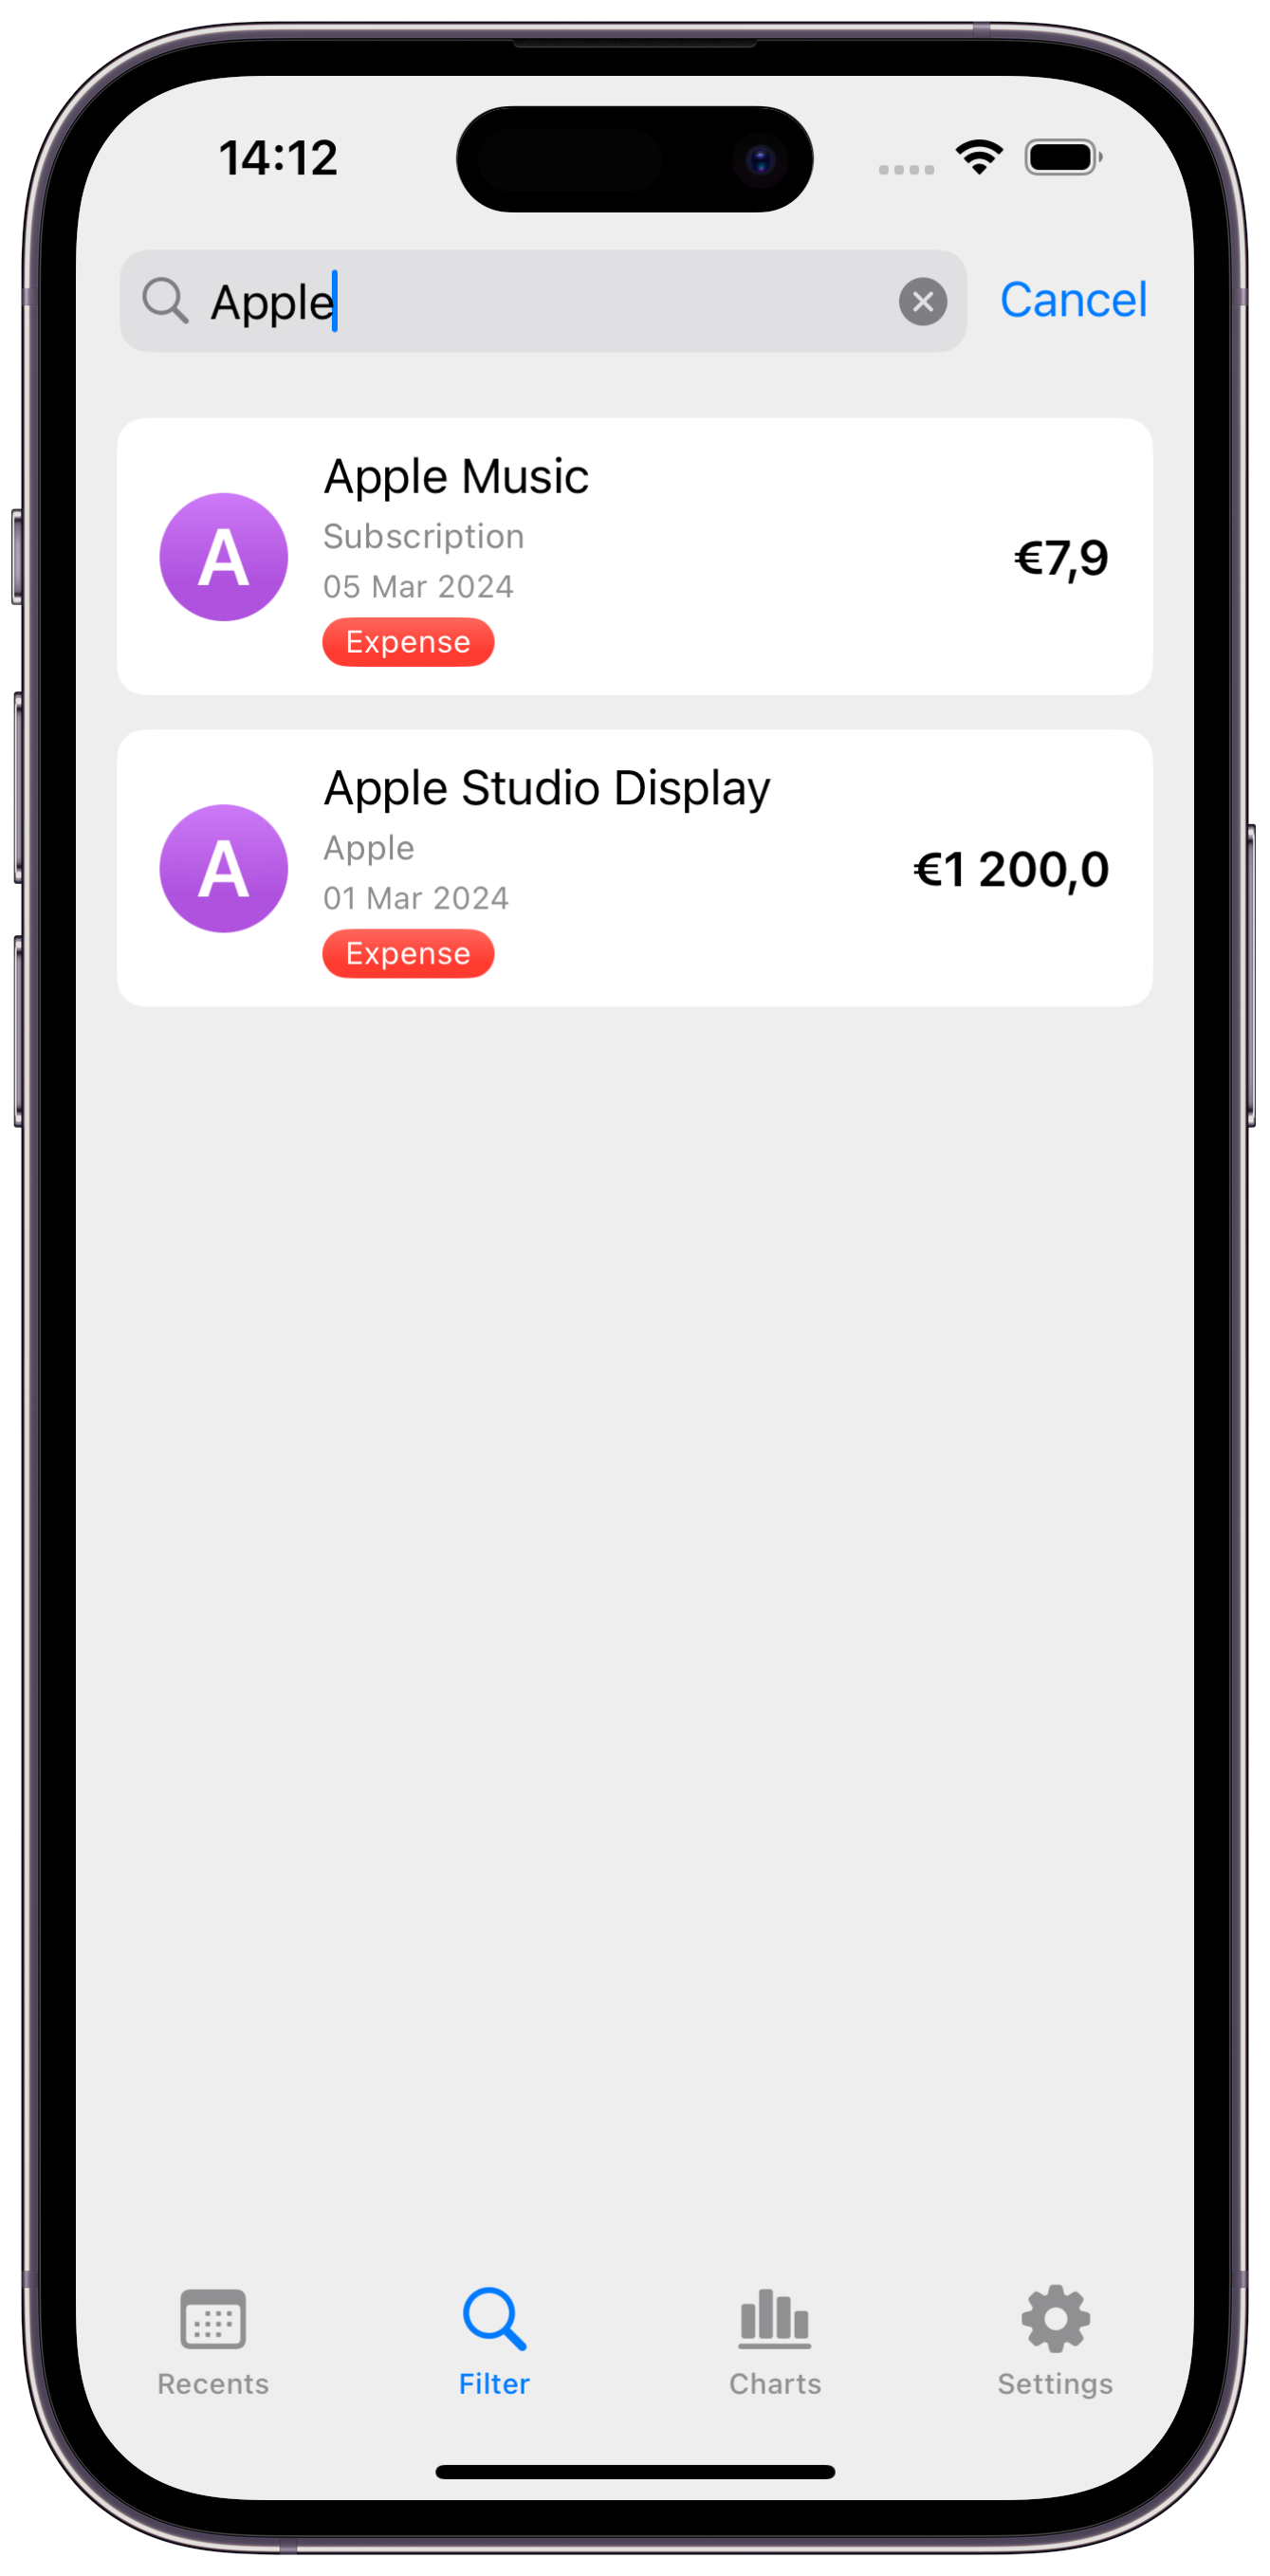 14:12
Apple
Cancel
A
Apple Music
Subscription
05 Mar 2024
Expense
€7,9
A
Apple Studio Display
Apple
01 Mar 2024
Expense
€1 200,0
Recents
Filter
Charts
Settings